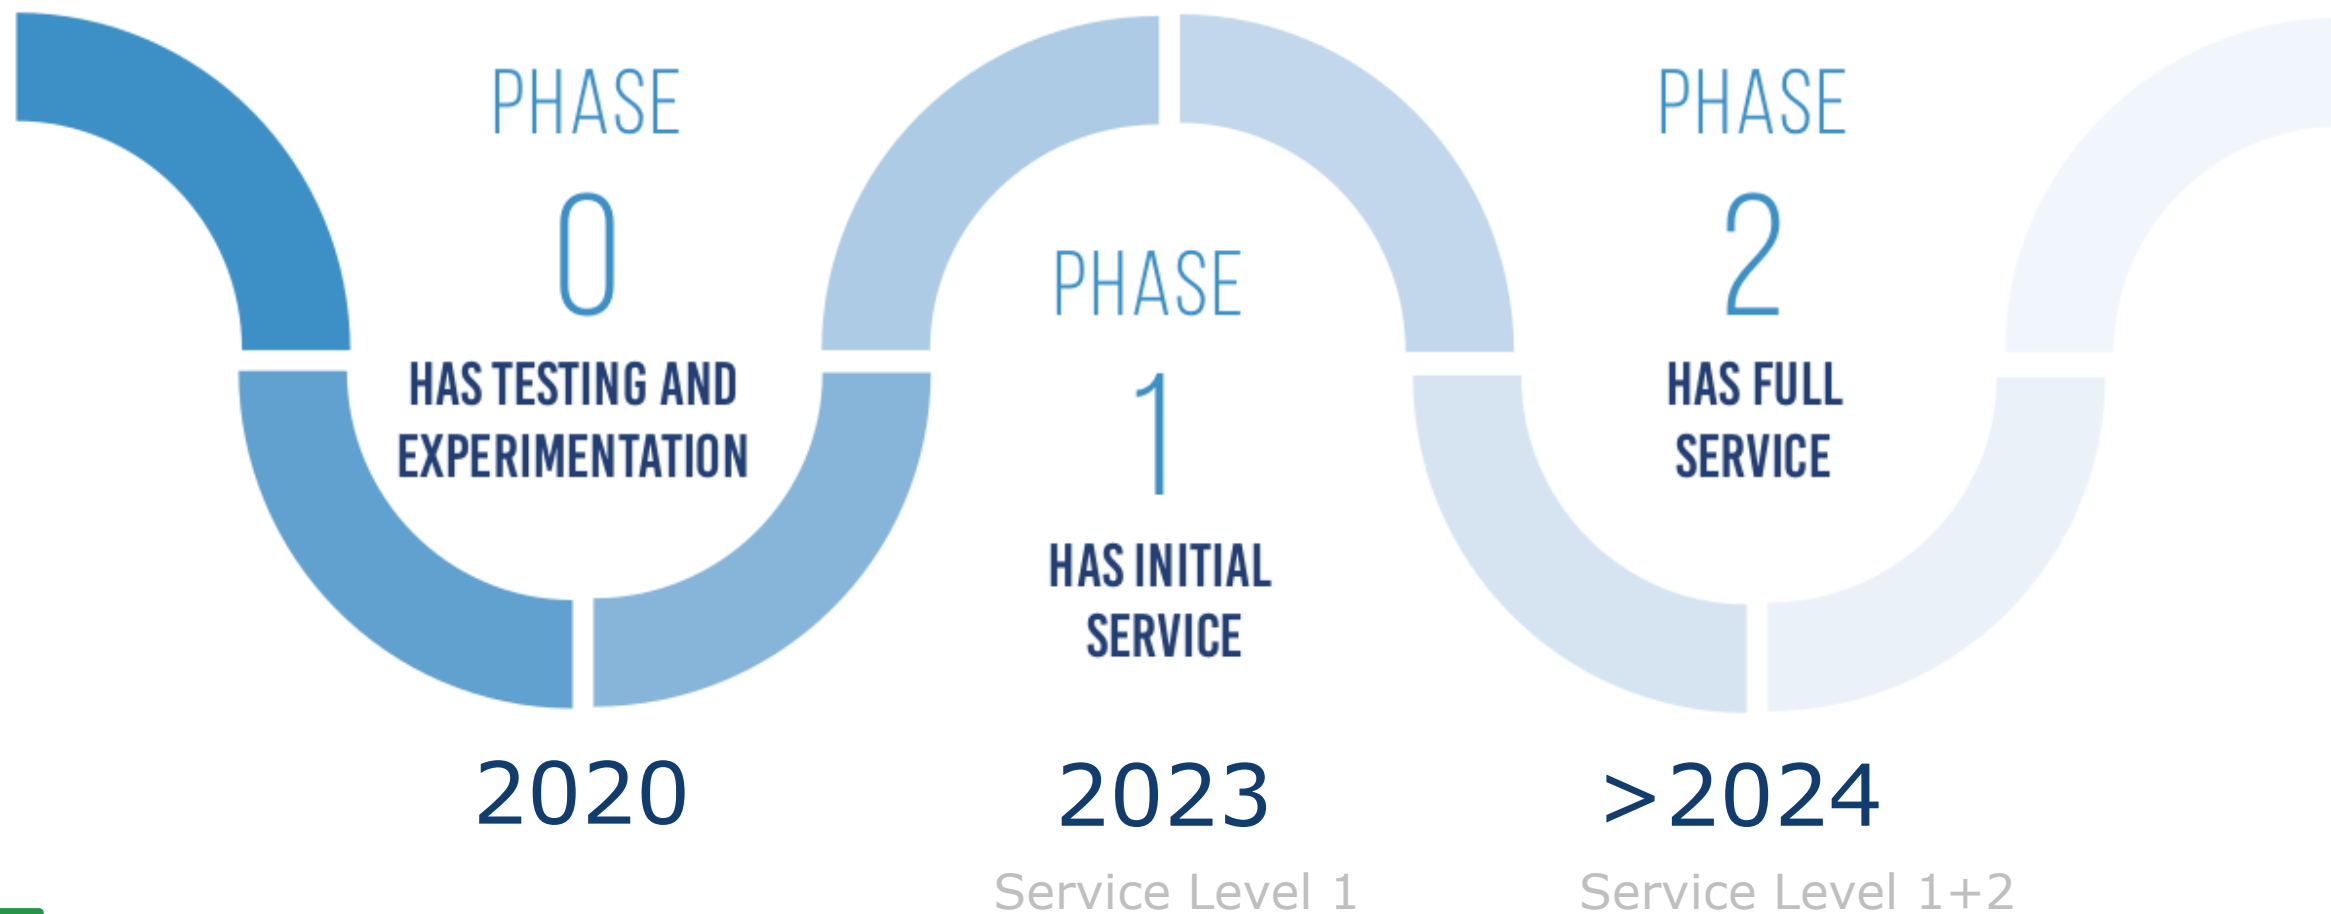 PHASE
0
HAS TESTING AND
EXPERIMENTATION
2020
PHASE
1
HAS INITIAL
SERVICE
2023
Service Level 1
PHASE
2
HAS FULL
SERVICE
>2024
Service Level 1+2